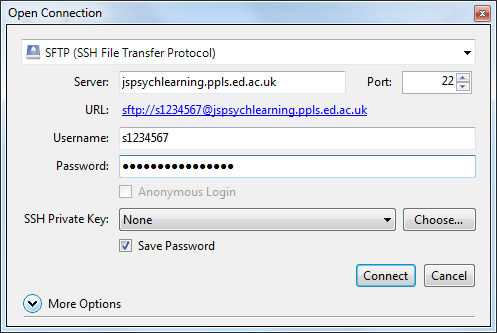 Open Connection
SFTP (SSH File Transfer Protocol)
Server: jspsychlearning.ppls.ed.ac.uk Port: 22
URL: sftp://s1234567@jspsychlearning.ppls.ed.ac.uk
Username: s1234567
Password: ●●●●●●●●●●●●●●●●
Anonymous Login
SSH Private Key: None Choose...
Save Password
Connect Cancel
More Options